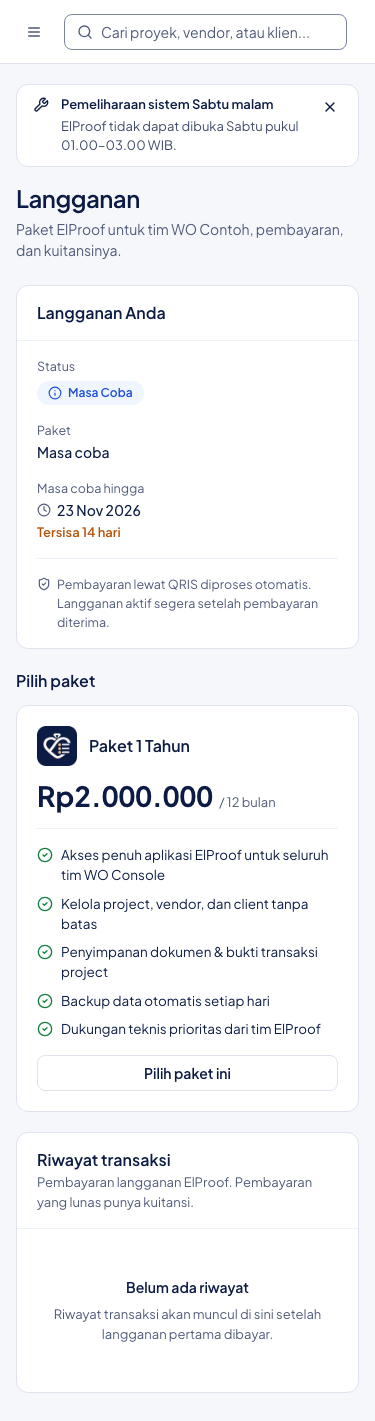 Cari proyek, vendor, atau klien...
Pemeliharaan sistem Sabtu malam
ElProof tidak dapat dibuka Sabtu pukul
01.00–03.00 WIB.
Langganan
Paket ElProof untuk tim WO Contoh, pembayaran,
dan kuitansinya.
Langganan Anda
Status
Masa Coba
Paket
Masa coba
Masa coba hingga
23 Nov 2026
Tersisa 14 hari
Pembayaran lewat QRIS diproses otomatis.
Langganan aktif segera setelah pembayaran
diterima.
Pilih paket
Paket 1 Tahun
Rp2.000.000 / 12 bulan
Akses penuh aplikasi ElProof untuk seluruh
tim WO Console
Kelola project, vendor, dan client tanpa
batas
Penyimpanan dokumen & bukti transaksi
project
Backup data otomatis setiap hari
Dukungan teknis prioritas dari tim ElProof
Pilih paket ini
Riwayat transaksi
Pembayaran langganan ElProof. Pembayaran
yang lunas punya kuitansi.
Belum ada riwayat
Riwayat transaksi akan muncul di sini setelah
langganan pertama dibayar.